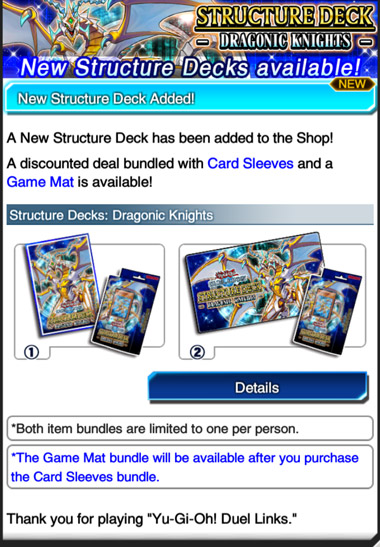 STRUCTURE DECK
- DRAGONIC KNIGHTS -
New Structure Decks available!
NEW
New Structure Deck Added!
A New Structure Deck has been added to the Shop!
A discounted deal bundled with Card Sleeves and a
Game Mat is available!
Structure Decks: Dragonic Knights
STRUCTURE DECK
①
②
Details
*Both item bundles are limited to one per person.
*The Game Mat bundle will be available after you purchase
the Card Sleeves bundle.
Thank you for playing "Yu-Gi-Oh! Duel Links."